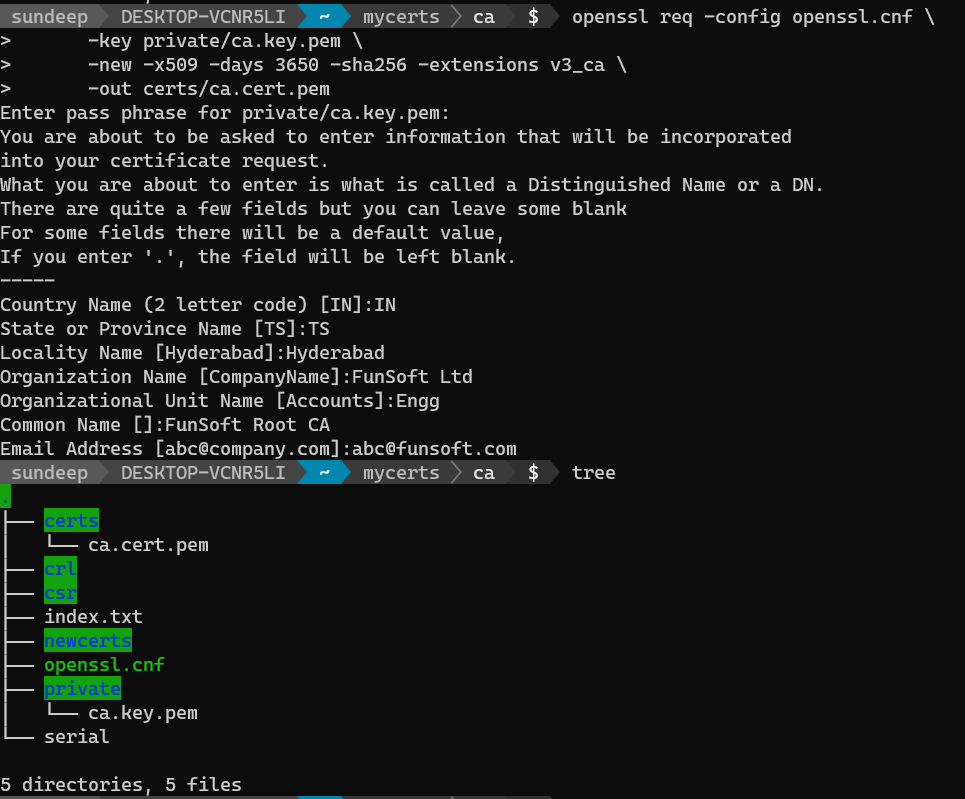 sundeep DESKTOP-VCNR5LI ~ mycerts ca $ openssl req -config openssl.cnf \
> -key private/ca.key.pem \
> -new -x509 -days 3650 -sha256 -extensions v3_ca \
> -out certs/ca.cert.pem
Enter pass phrase for private/ca.key.pem:
You are about to be asked to enter information that will be incorporated
into your certificate request.
What you are about to enter is what is called a Distinguished Name or a DN.
There are quite a few fields but you can leave some blank
For some fields there will be a default value,
If you enter '.', the field will be left blank.
-----
Country Name (2 letter code) [IN]:IN
State or Province Name [TS]:TS
Locality Name [Hyderabad]:Hyderabad
Organization Name [CompanyName]:FunSoft Ltd
Organizational Unit Name [Accounts]:Engg
Common Name []:FunSoft Root CA
Email Address [abc@company.com]:abc@funsoft.com
sundeep DESKTOP-VCNR5LI ~ mycerts ca $ tree
.
├── certs
│   └── ca.cert.pem
├── crl
├── csr
├── index.txt
├── newcerts
├── openssl.cnf
├── private
│   └── ca.key.pem
└── serial
5 directories, 5 files